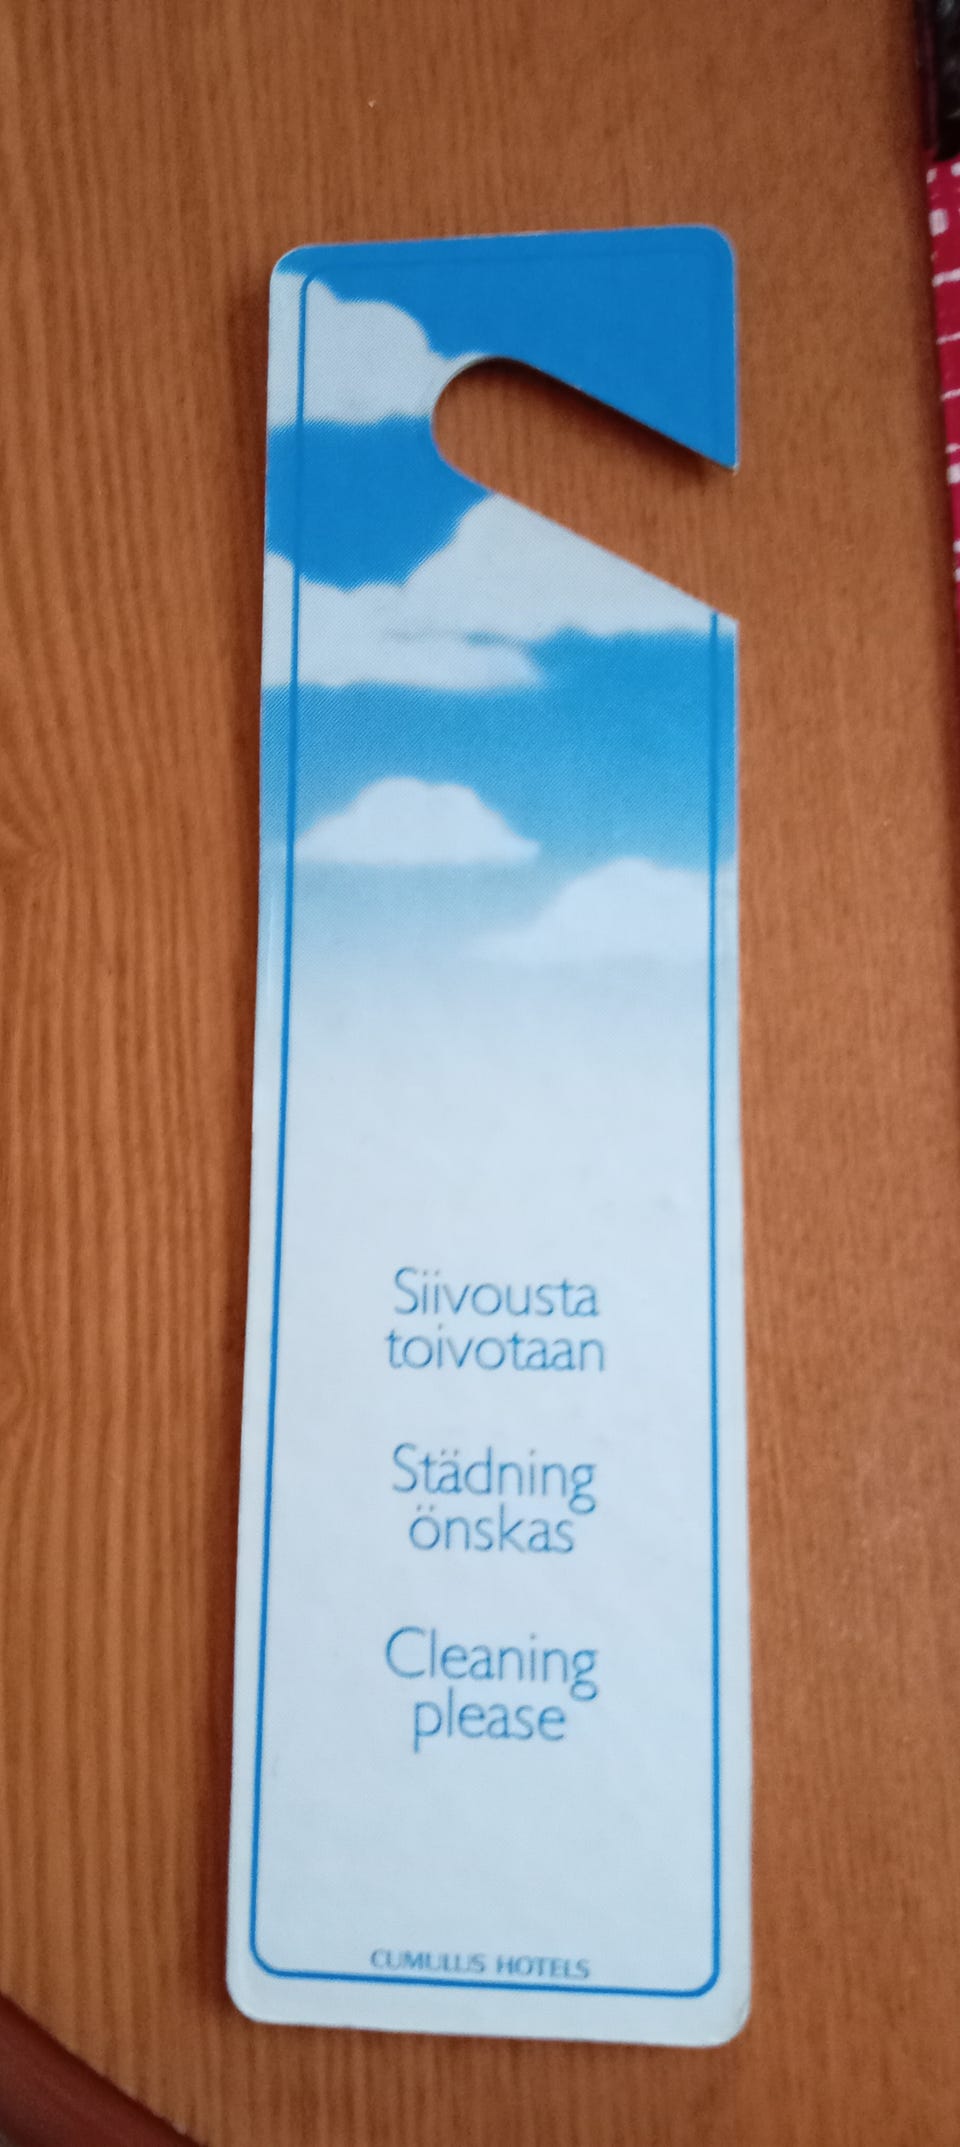 Siivousta
toivotaan
Städning
önskas
Cleaning
please
CUMULUS HOTELS